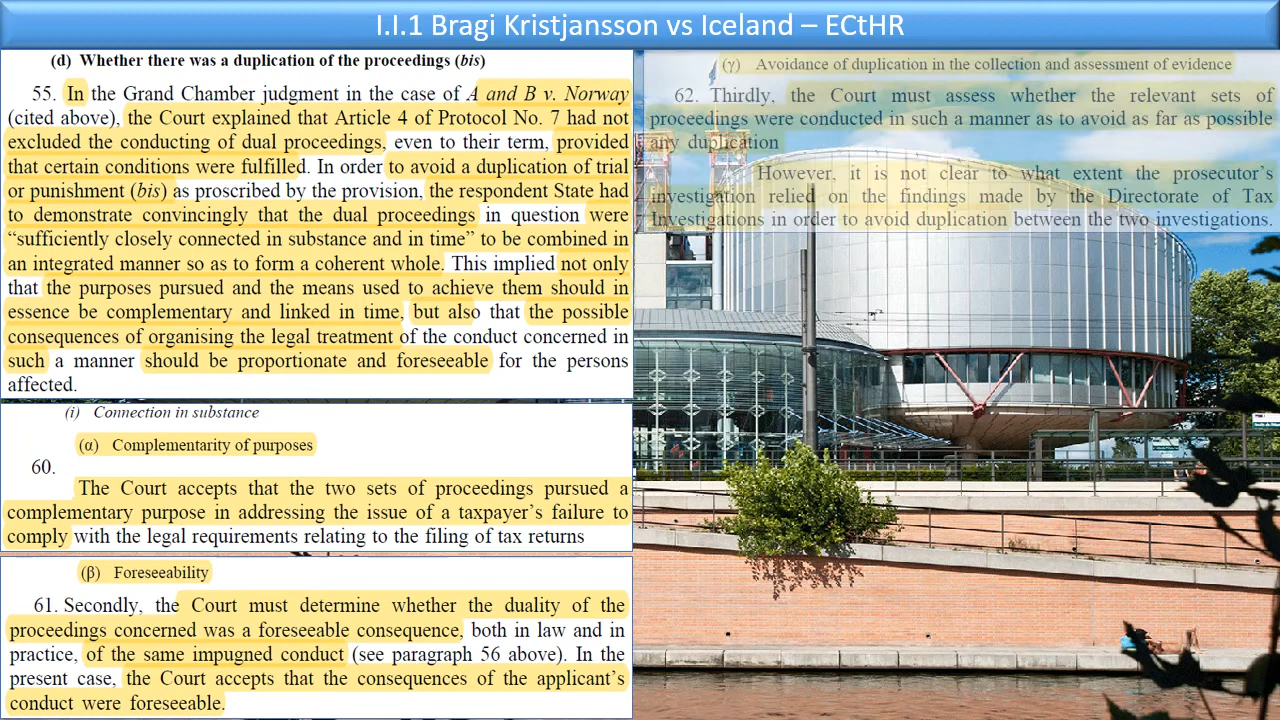 I.I.1 Bragi Kristjansson vs Iceland – ECtHR
(d) Whether there was a duplication of the proceedings (bis)
55. In the Grand Chamber judgment in the case of A and B v. Norway
(cited above), the Court explained that Article 4 of Protocol No. 7 had not
excluded the conducting of dual proceedings, even to their term, provided
that certain conditions were fulfilled. In order to avoid a duplication of trial
or punishment (bis) as proscribed by the provision, the respondent State had
to demonstrate convincingly that the dual proceedings in question were
“sufficiently closely connected in substance and in time” to be combined in
an integrated manner so as to form a coherent whole. This implied not only
that the purposes pursued and the means used to achieve them should in
essence be complementary and linked in time, but also that the possible
consequences of organising the legal treatment of the conduct concerned in
such a manner should be proportionate and foreseeable for the persons
affected.
(i) Connection in substance
(α) Complementarity of purposes
60.
The Court accepts that the two sets of proceedings pursued a
complementary purpose in addressing the issue of a taxpayer’s failure to
comply with the legal requirements relating to the filing of tax returns
(β) Foreseeability
61. Secondly, the Court must determine whether the duality of the
proceedings concerned was a foreseeable consequence, both in law and in
practice, of the same impugned conduct (see paragraph 56 above). In the
present case, the Court accepts that the consequences of the applicant’s
conduct were foreseeable.
(γ) Avoidance of duplication in the collection and assessment of evidence
62. Thirdly, the Court must assess whether the relevant sets of
proceedings were conducted in such a manner as to avoid as far as possible
any duplication
However, it is not clear to what extent the prosecutor’s
investigation relied on the findings made by the Directorate of Tax
Investigations in order to avoid duplication between the two investigations.